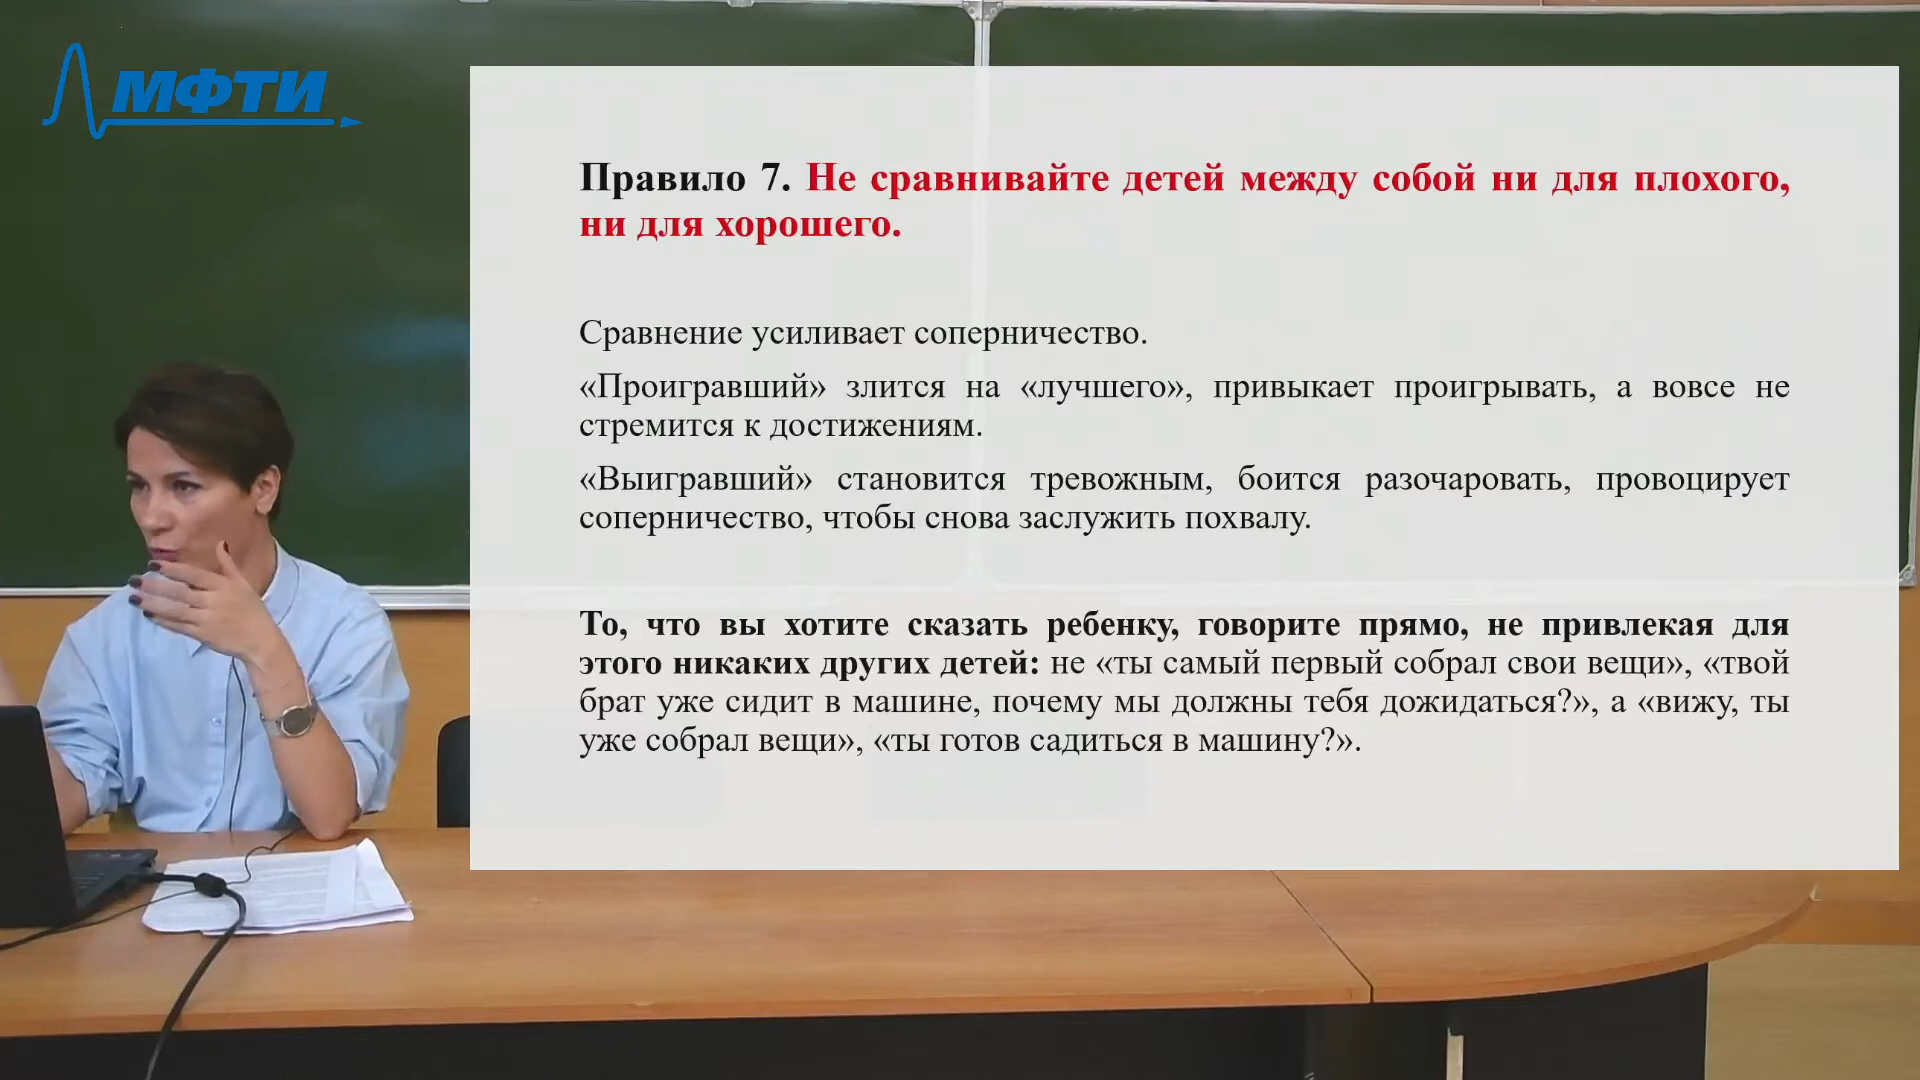 МФТИ
Правило 7. Не сравнивайте детей между собой ни для плохого,
ни для хорошего.
Сравнение усиливает соперничество.
«Проигравший» злится на «лучшего», привыкает проигрывать, а вовсе не
стремится к достижениям.
«Выигравший» становится тревожным, боится разочаровать, провоцирует
соперничество, чтобы снова заслужить похвалу.
То, что вы хотите сказать ребенку, говорите прямо, не привлекая для
этого никаких других детей: не «ты самый первый собрал свои вещи», «твой
брат уже сидит в машине, почему мы должны тебя дожидаться?», а «вижу, ты
уже собрал вещи», «ты готов садиться в машину?».